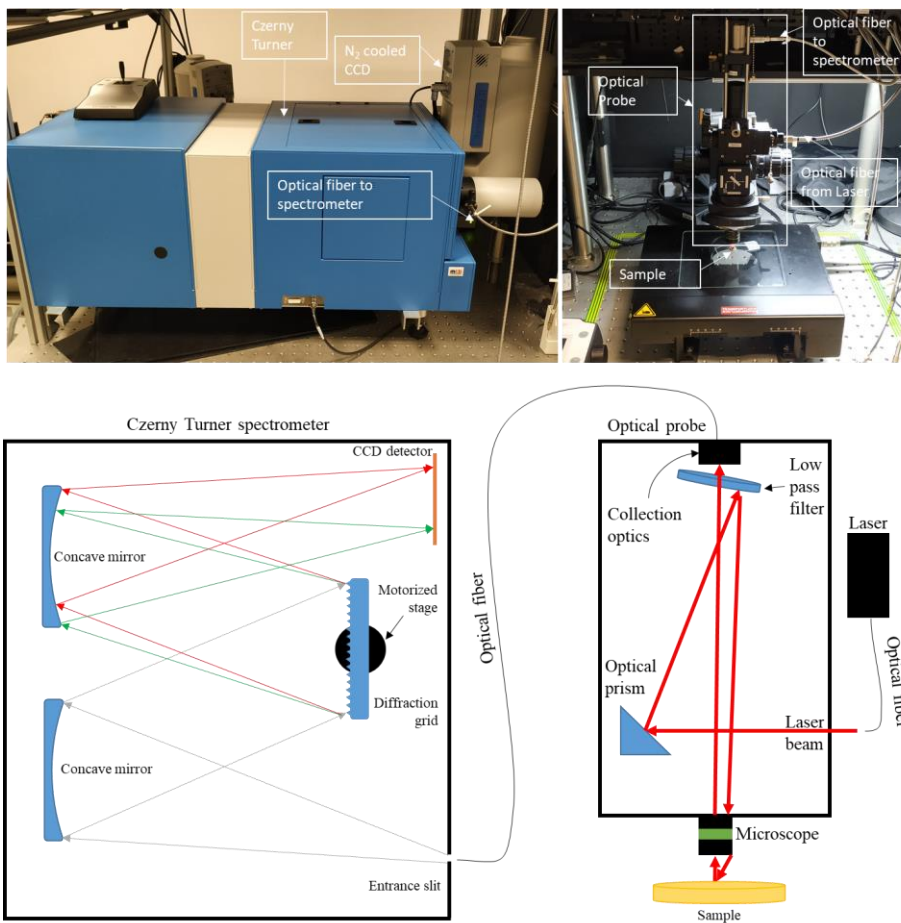 Czerny
Turner
N2 cooled
CCD
Optical fiber to
spectrometer
Optical fiber
to
spectrometer
Optical
Probe
Optical fiber
from Laser
Sample
Czerny Turner spectrometer
CCD detector
Concave mirror
Motorized
stage
Diffraction
grid
Concave mirror
Entrance slit
Optical fiber
Optical probe
Low
pass
filter
Collection
optics
Laser
Optical
prism
Laser
beam
Optical fiber
Microscope
Sample